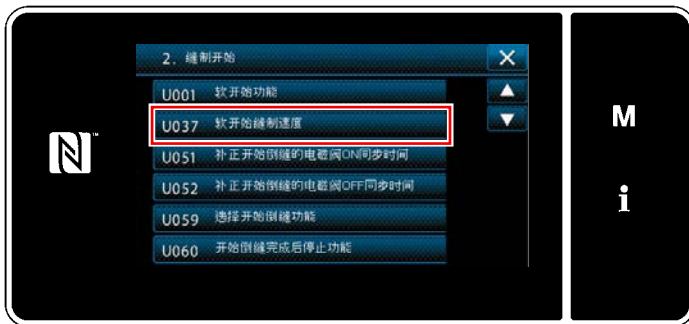 2. 缝制开始
U001 软开始功能
U037 软开始缝制速度
U051 补正开始倒缝的电磁阀ON同步时间
U052 补正开始倒缝的电磁阀OFF同步时间
U059 选择开始倒缝功能
U060 开始倒缝完成后停止功能
M
i